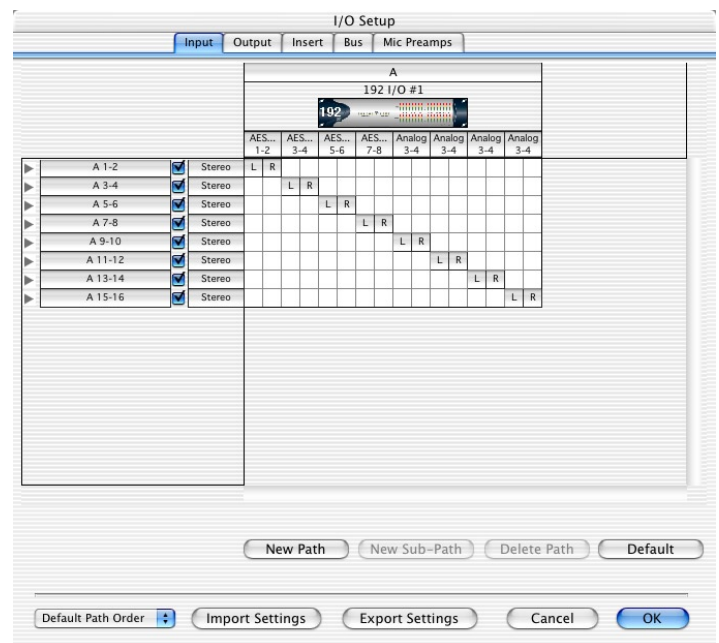 I/O Setup
Input Output Insert Bus Mic Preamps
A
192 I/O #1
192
AES... AES... AES... AES... Analog Analog Analog Analog
1-2 3-4 5-6 7-8 3-4 3-4 3-4 3-4
A 1-2 Stereo L R
A 3-4 Stereo L R
A 5-6 Stereo L R
A 7-8 Stereo L R
A 9-10 Stereo L R
A 11-12 Stereo L R
A 13-14 Stereo L R
A 15-16 Stereo L R
New Path New Sub-Path Delete Path Default
Default Path Order Import Settings Export Settings Cancel OK